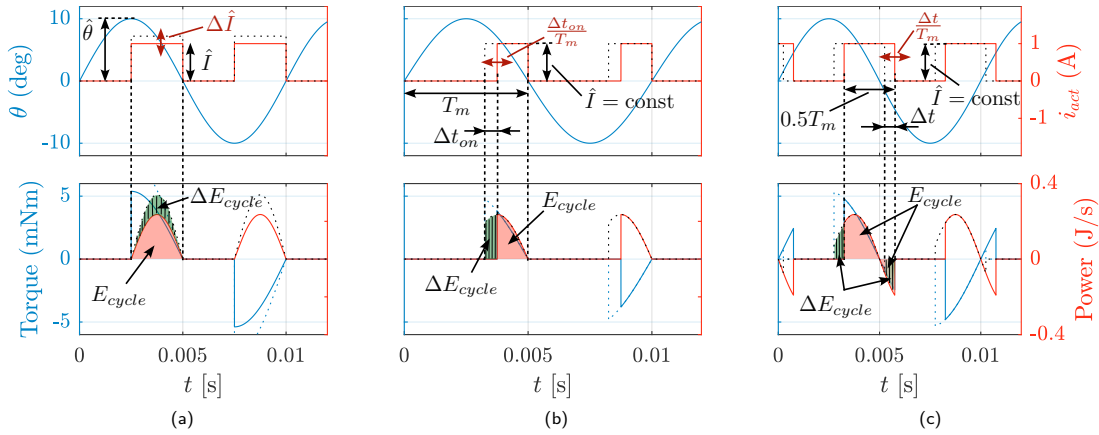 10
0
-10
θ (deg)
θ̂
ΔÎ
Î
Δt_on/T_m
Î = const
T_m
Δt_on
Δt/T_m
Î = const
0.5T_m
Δt
1
0
-1
i_act (A)
5
0
-5
Torque (mNm)
ΔE_cycle
E_cycle
E_cycle
ΔE_cycle
E_cycle
ΔE_cycle
0.4
0
-0.4
Power (J/s)
0 0.005 0.01
0 0.005 0.01
0 0.005 0.01
t [s]
t [s]
t [s]
(a)
(b)
(c)